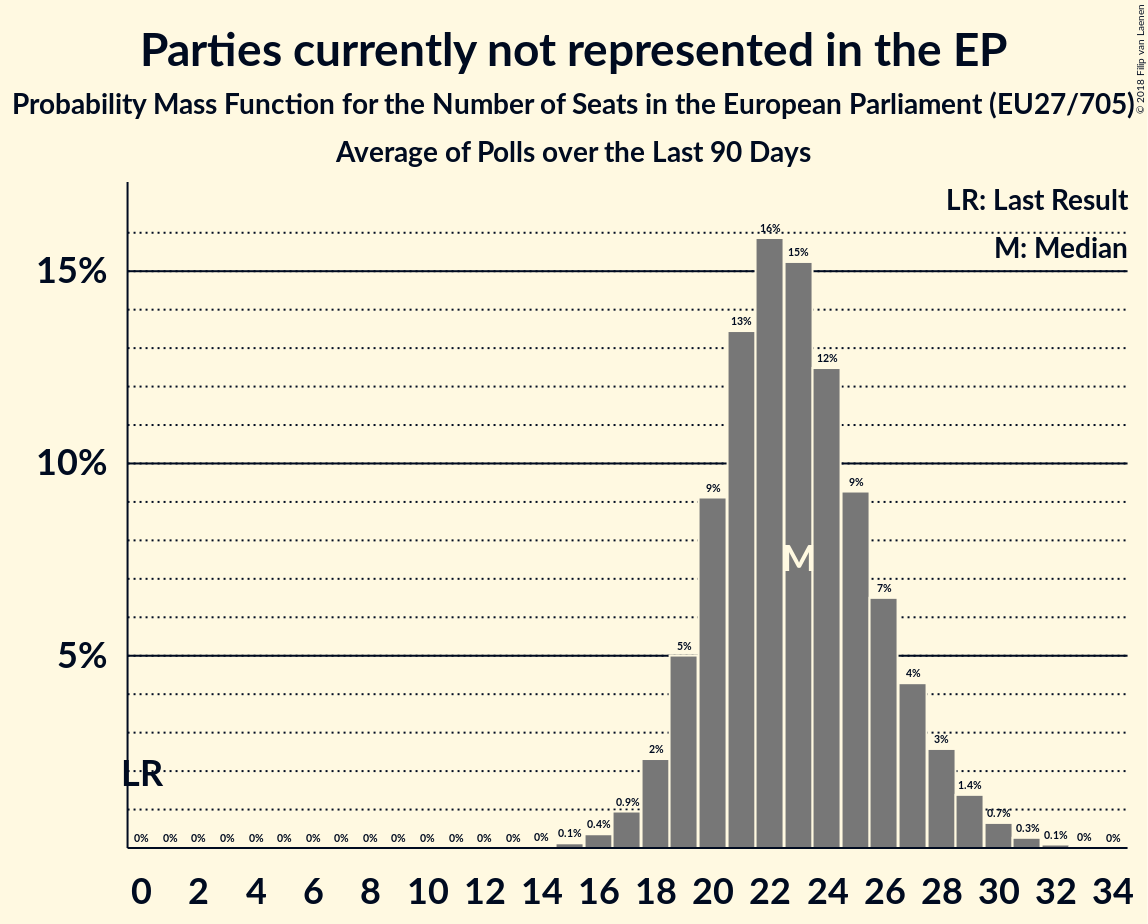 Parties currently not represented in the EP
Probability Mass Function for the Number of Seats in the European Parliament (EU27/705)
Average of Polls over the Last 90 Days
© 2018 Filip van Laenen
LR: Last Result
M: Median
15%
10%
5%
LR
M
0% 0% 0% 0% 0% 0% 0% 0% 0% 0% 0% 0% 0% 0% 0% 0.1% 0.4% 0.9% 2% 5% 9% 13% 16% 15% 12% 9% 7% 4% 3% 1.4% 0.7% 0.3% 0.1% 0% 0%
0 2 4 6 8 10 12 14 16 18 20 22 24 26 28 30 32 34